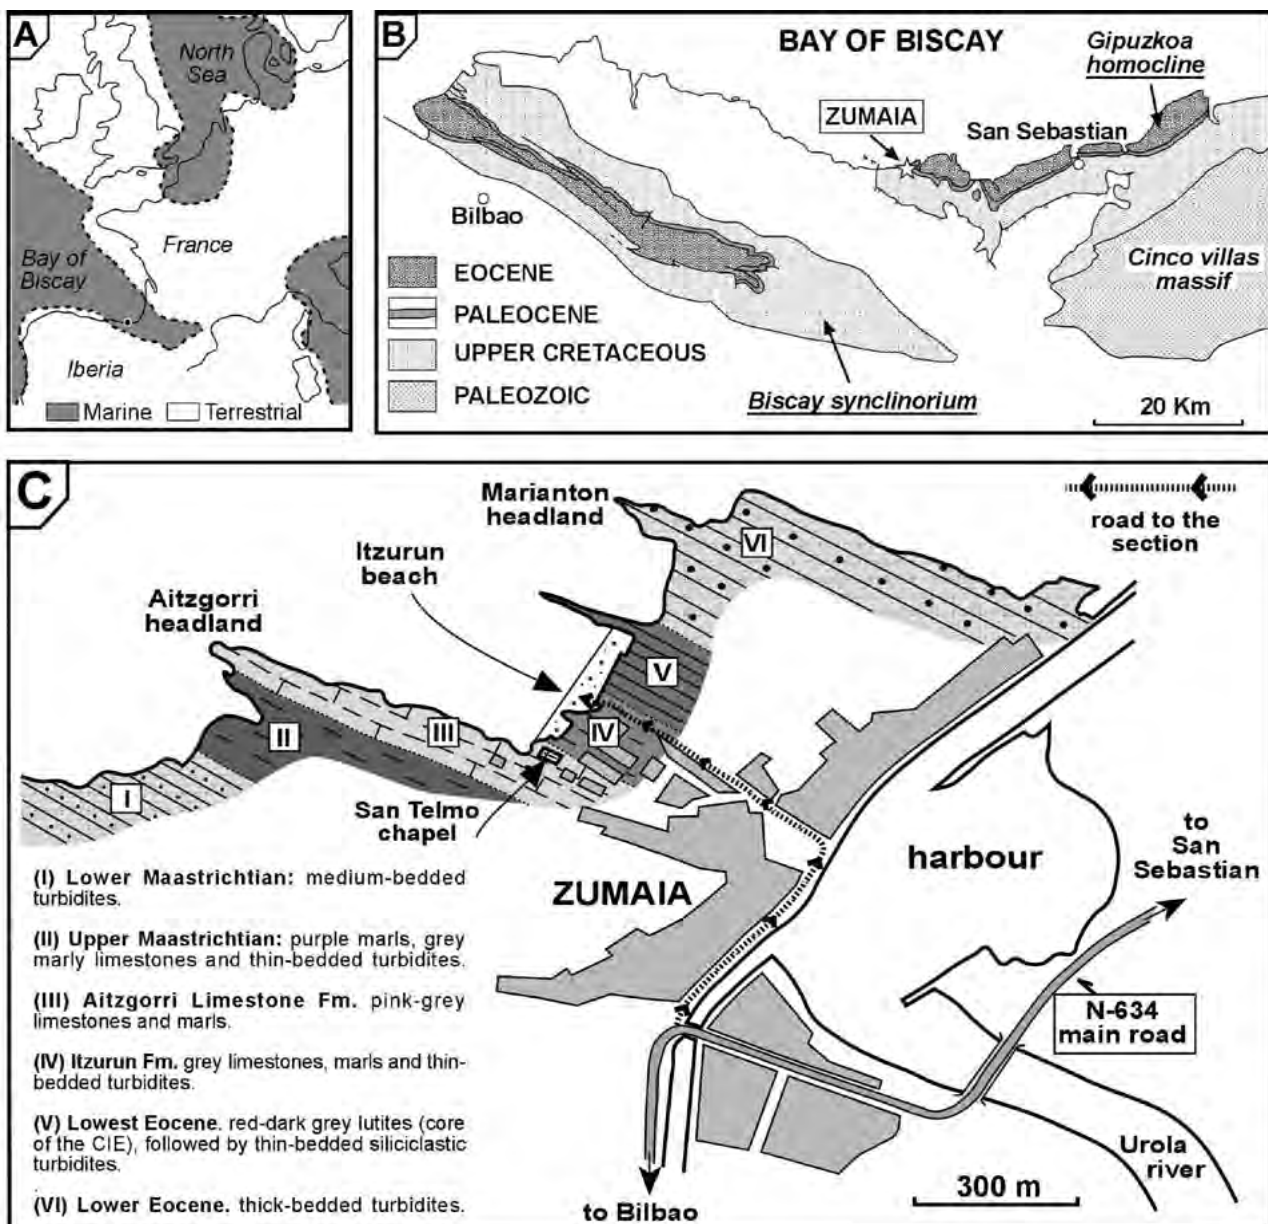 A
North
Sea
France
Bay of
Biscay
Iberia
Marine
Terrestrial
B
BAY OF BISCAY
Gipuzkoa
homocline
ZUMAIA
San Sebastian
Bilbao
Cinco villas
massif
EOCENE
PALEOCENE
UPPER CRETACEOUS
PALEOZOIC
Biscay synclinorium
20 Km
C
Marianton
headland
road to the
section
Itzurun
beach
Aitzgorri
headland
VI
V
IV
III
II
I
San Telmo
chapel
ZUMAIA
harbour
to
San
Sebastian
N-634
main road
Urola
river
300 m
to Bilbao
(I) Lower Maastrichtian: medium-bedded
turbidites.
(II) Upper Maastrichtian: purple marls, grey
marly limestones and thin-bedded turbidites.
(III) Aitzgorri Limestone Fm. pink-grey
limestones and marls.
(IV) Itzurun Fm. grey limestones, marls and thin-
bedded turbidites.
(V) Lowest Eocene. red-dark grey lutites (core
of the CIE), followed by thin-bedded siliciclastic
turbidites.
(VI) Lower Eocene. thick-bedded turbidites.